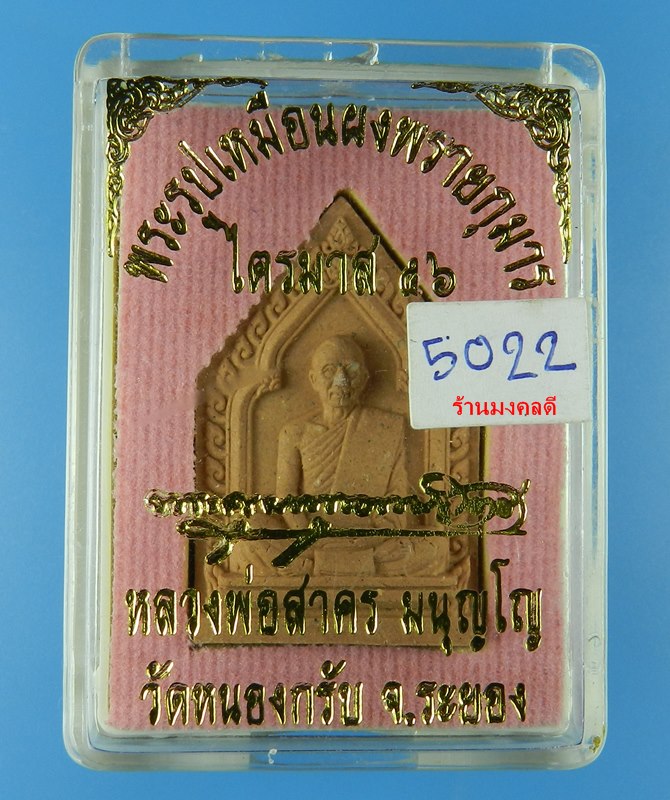 พระรูปเหมือนผงพรายกุมาร
ไตรมาส ๕๖
5022
ร้านมงคลดี
หลวงพ่อสาคร มนุญโญ
วัดหนองกรับ จ.ระยอง